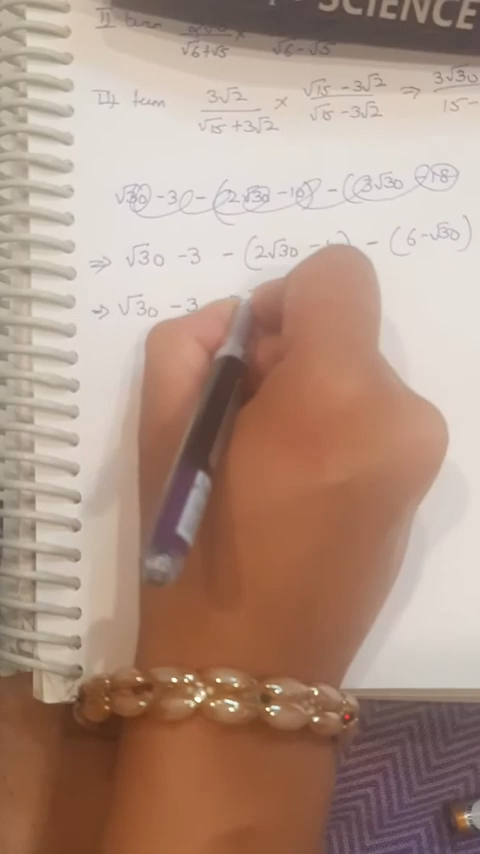 SCIENCE
II term
√6+√5 √6-√5
III term 3√2/√15+3√2 × √15-3√2/√15-3√2 ⇒ 3√30/15-
√30 -3 - (2√30 -10) - (3√30 -18
⇒ √30 -3 - (2√30 - ) - (6-√30)
⇒ √30 -3